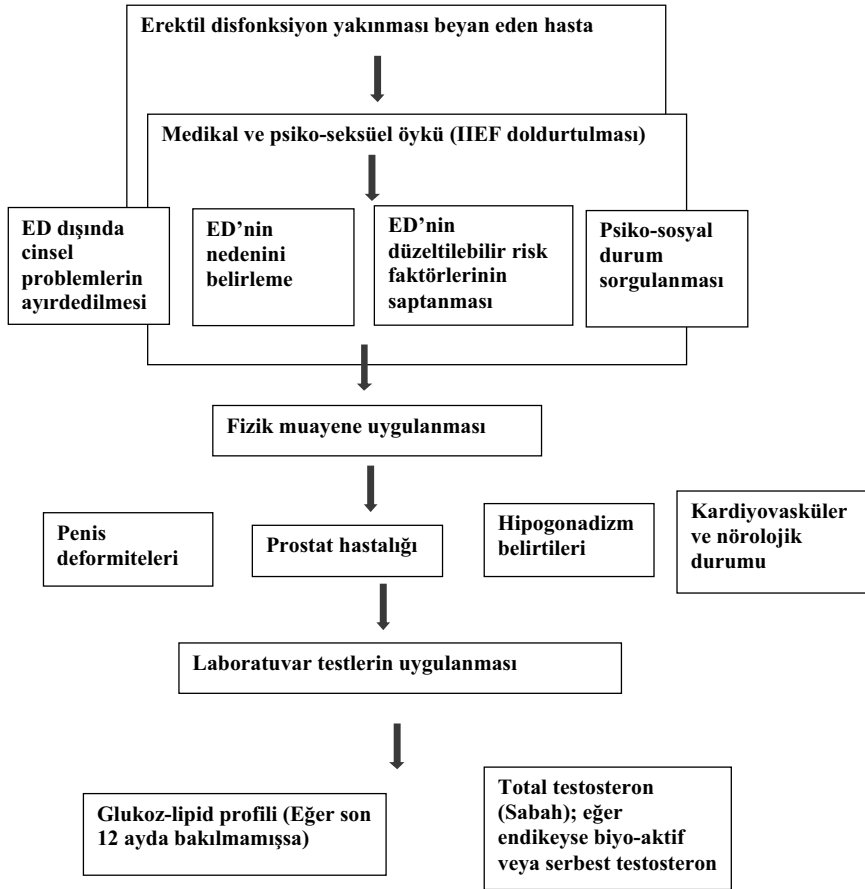 Erektil disfonksiyon yakınması beyan eden hasta
Medikal ve psiko-seksüel öykü (IIEF doldurtulması)
ED dışında
cinsel
problemlerin
ayırdedilmesi
ED’nin
nedenini
belirleme
ED’nin
düzeltilebilir risk
faktörlerinin
saptanması
Psiko-sosyal
durum
sorgulanması
Fizik muayene uygulanması
Penis
deformiteleri
Prostat hastalığı
Hipogonadizm
belirtileri
Kardiyovasküler
ve nörolojik
durumu
Laboratuvar testlerin uygulanması
Glukoz-lipid profili (Eğer son
12 ayda bakılmamışsa)
Total testosteron
(Sabah); eğer
endikeyse biyo-aktif
veya serbest testosteron